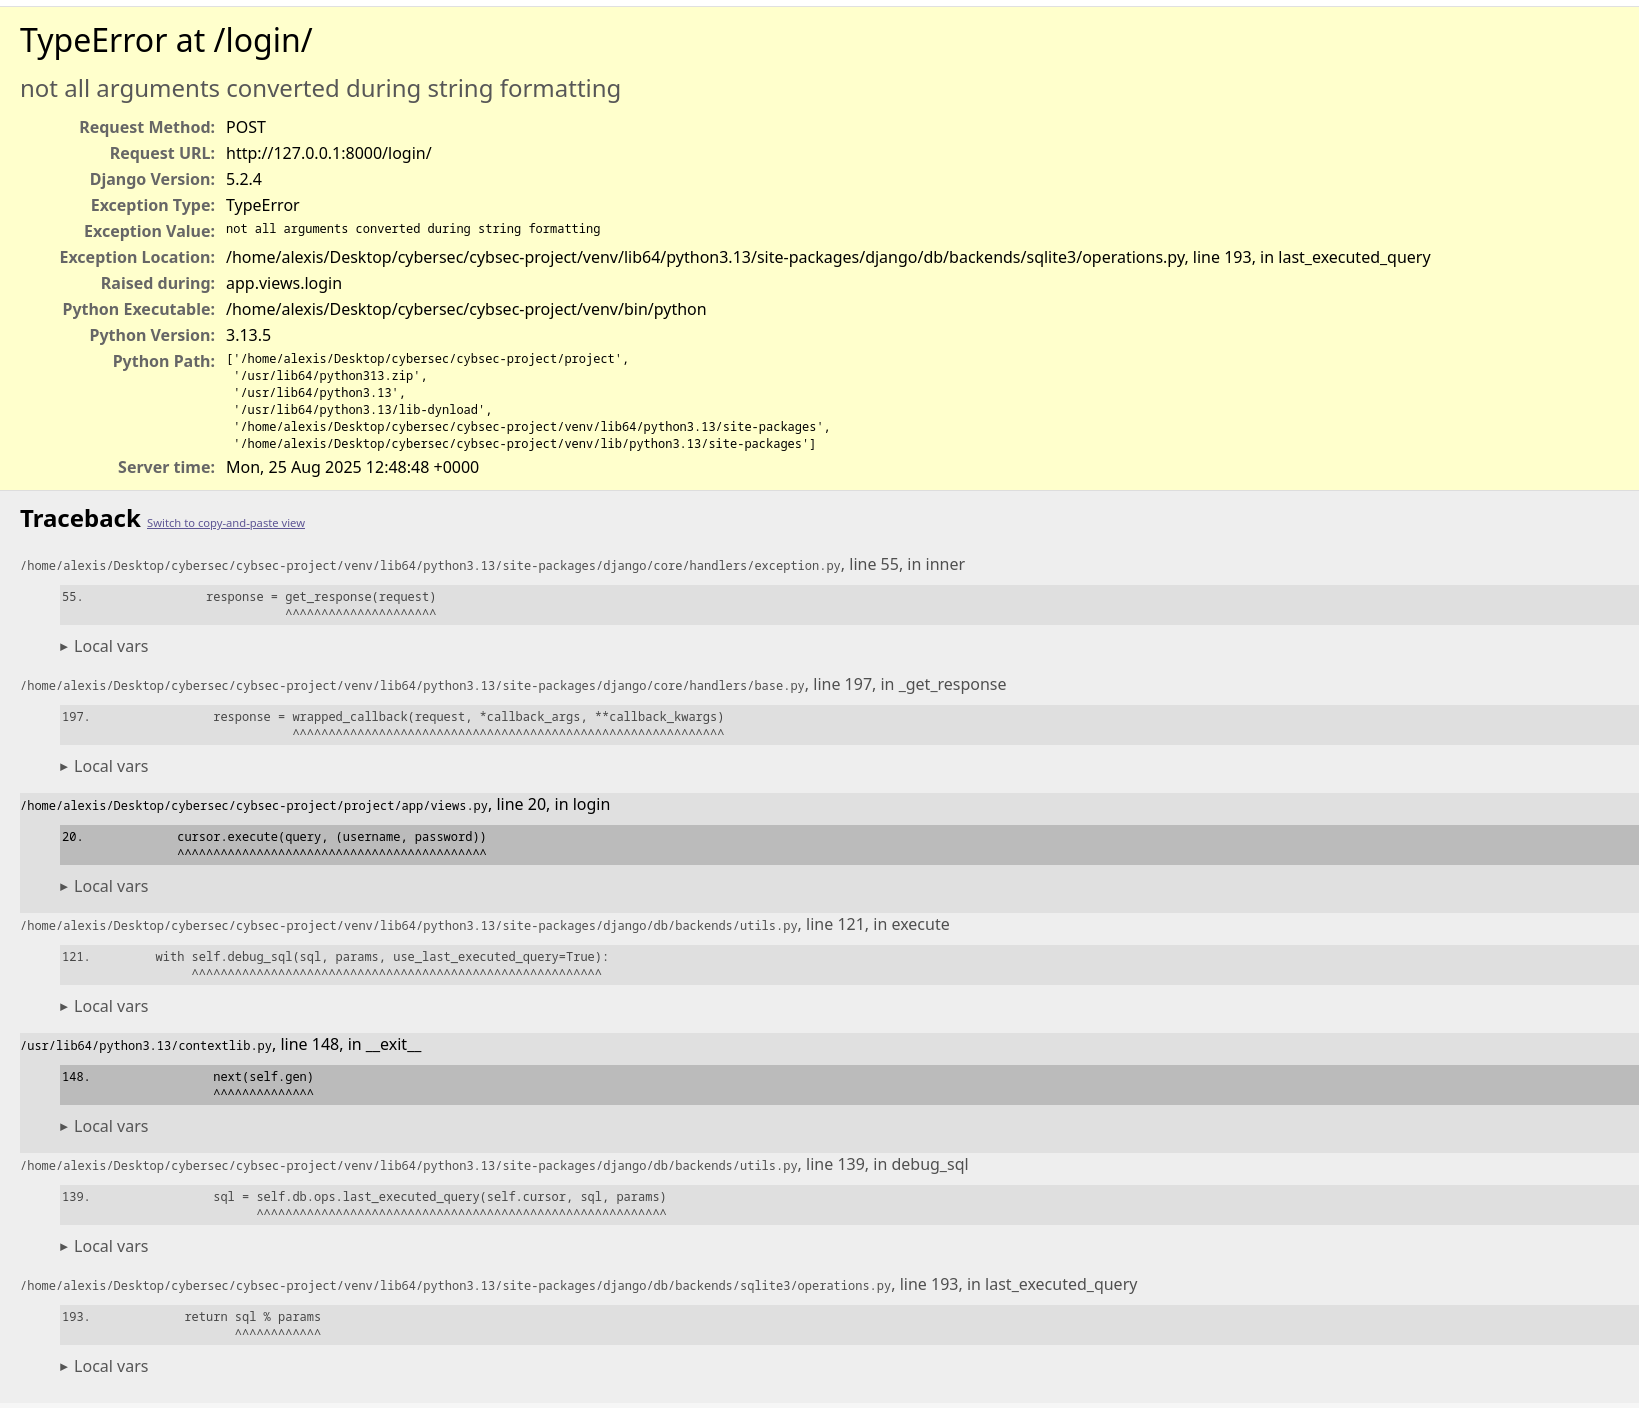 TypeError at /login/
not all arguments converted during string formatting
Request Method: POST
Request URL: http://127.0.0.1:8000/login/
Django Version: 5.2.4
Exception Type: TypeError
Exception Value: not all arguments converted during string formatting
Exception Location: /home/alexis/Desktop/cybersec/cybsec-project/venv/lib64/python3.13/site-packages/django/db/backends/sqlite3/operations.py, line 193, in last_executed_query
Raised during: app.views.login
Python Executable: /home/alexis/Desktop/cybersec/cybsec-project/venv/bin/python
Python Version: 3.13.5
Python Path: ['/home/alexis/Desktop/cybersec/cybsec-project/project',
'/usr/lib64/python313.zip',
'/usr/lib64/python3.13',
'/usr/lib64/python3.13/lib-dynload',
'/home/alexis/Desktop/cybersec/cybsec-project/venv/lib64/python3.13/site-packages',
'/home/alexis/Desktop/cybersec/cybsec-project/venv/lib/python3.13/site-packages']
Server time: Mon, 25 Aug 2025 12:48:48 +0000
Traceback Switch to copy-and-paste view
/home/alexis/Desktop/cybersec/cybsec-project/venv/lib64/python3.13/site-packages/django/core/handlers/exception.py, line 55, in inner
55. response = get_response(request)
^^^^^^^^^^^^^^^^^^^^^
▶ Local vars
/home/alexis/Desktop/cybersec/cybsec-project/venv/lib64/python3.13/site-packages/django/core/handlers/base.py, line 197, in _get_response
197. response = wrapped_callback(request, *callback_args, **callback_kwargs)
^^^^^^^^^^^^^^^^^^^^^^^^^^^^^^^^^^^^^^^^^^^^^^^^^^^^^^^^^^^^
▶ Local vars
/home/alexis/Desktop/cybersec/cybsec-project/project/app/views.py, line 20, in login
20. cursor.execute(query, (username, password))
^^^^^^^^^^^^^^^^^^^^^^^^^^^^^^^^^^^^^^^^^^^
▶ Local vars
/home/alexis/Desktop/cybersec/cybsec-project/venv/lib64/python3.13/site-packages/django/db/backends/utils.py, line 121, in execute
121. with self.debug_sql(sql, params, use_last_executed_query=True):
^^^^^^^^^^^^^^^^^^^^^^^^^^^^^^^^^^^^^^^^^^^^^^^^^^^^^^^^^
▶ Local vars
/usr/lib64/python3.13/contextlib.py, line 148, in __exit__
148. next(self.gen)
^^^^^^^^^^^^^^
▶ Local vars
/home/alexis/Desktop/cybersec/cybsec-project/venv/lib64/python3.13/site-packages/django/db/backends/utils.py, line 139, in debug_sql
139. sql = self.db.ops.last_executed_query(self.cursor, sql, params)
^^^^^^^^^^^^^^^^^^^^^^^^^^^^^^^^^^^^^^^^^^^^^^^^^^^^^^^^^
▶ Local vars
/home/alexis/Desktop/cybersec/cybsec-project/venv/lib64/python3.13/site-packages/django/db/backends/sqlite3/operations.py, line 193, in last_executed_query
193. return sql % params
^^^^^^^^^^^^
▶ Local vars